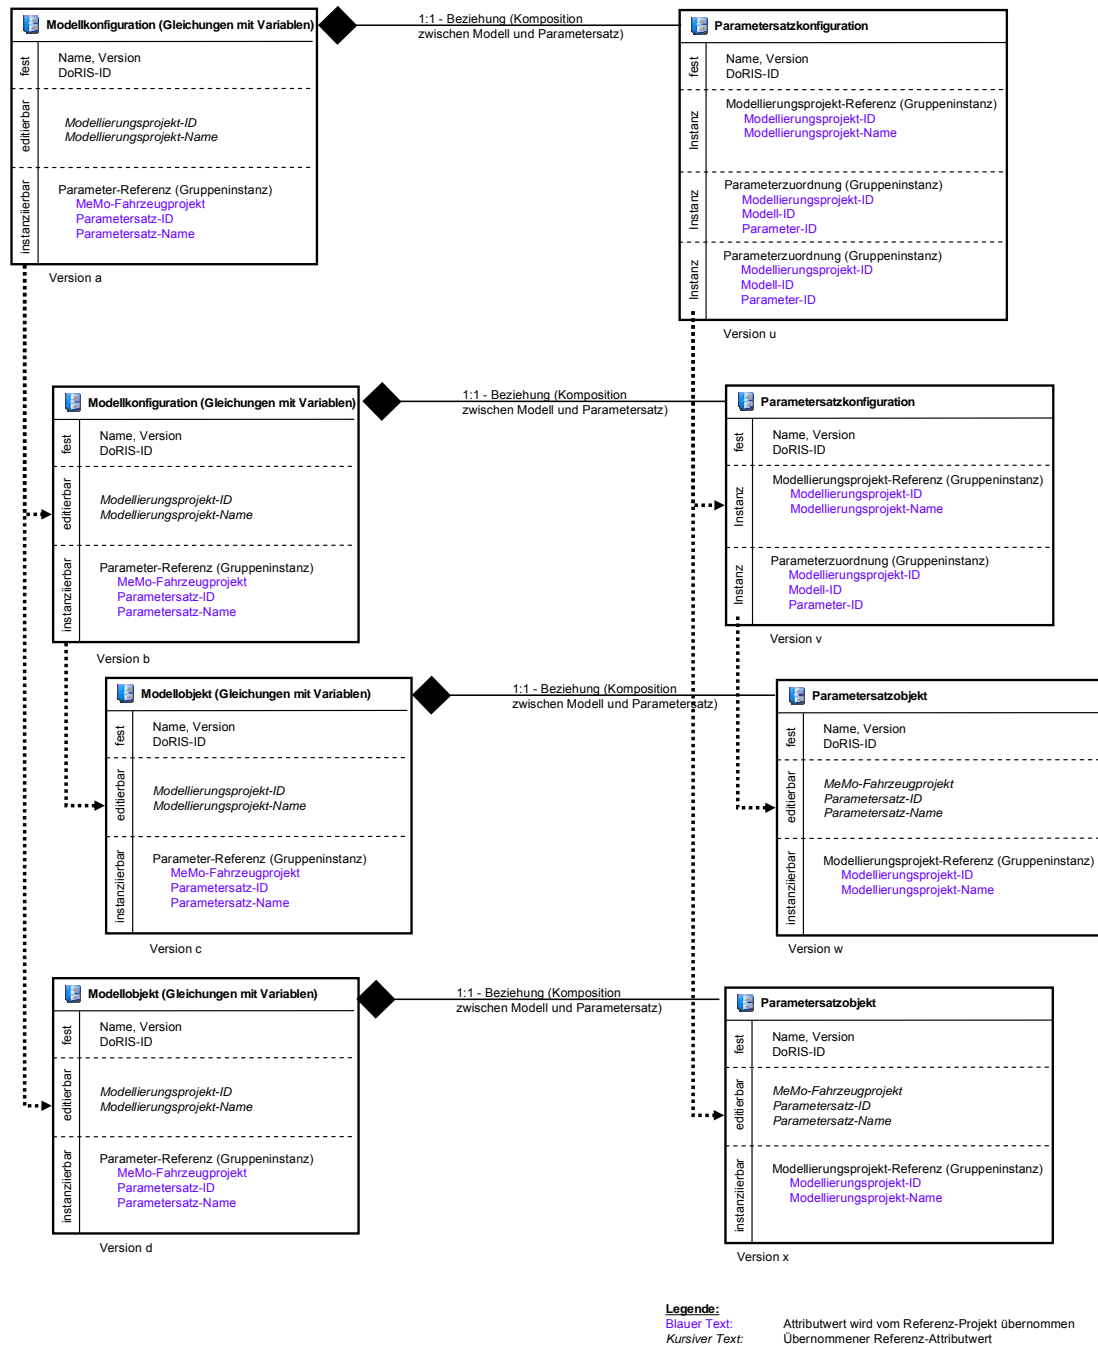 Modellkonfiguration (Gleichungen mit Variablen)
fest
Name, Version
DoRIS-ID
editierbar
Modellierungsprojekt-ID
Modellierungsprojekt-Name
instanziierbar
Parameter-Referenz (Gruppeninstanz)
MeMo-Fahrzeugprojekt
Parametersatz-ID
Parametersatz-Name
Version a
1:1 - Beziehung (Komposition
zwischen Modell und Parametersatz)
Parametersatzkonfiguration
fest
Name, Version
DoRIS-ID
Instanz
Modellierungsprojekt-Referenz (Gruppeninstanz)
Modellierungsprojekt-ID
Modellierungsprojekt-Name
Instanz
Parameterzuordnung (Gruppeninstanz)
Modellierungsprojekt-ID
Modell-ID
Parameter-ID
Instanz
Parameterzuordnung (Gruppeninstanz)
Modellierungsprojekt-ID
Modell-ID
Parameter-ID
Version u
Modellkonfiguration (Gleichungen mit Variablen)
fest
Name, Version
DoRIS-ID
editierbar
Modellierungsprojekt-ID
Modellierungsprojekt-Name
instanziierbar
Parameter-Referenz (Gruppeninstanz)
MeMo-Fahrzeugprojekt
Parametersatz-ID
Parametersatz-Name
Version b
1:1 - Beziehung (Komposition
zwischen Modell und Parametersatz)
Parametersatzkonfiguration
fest
Name, Version
DoRIS-ID
Instanz
Modellierungsprojekt-Referenz (Gruppeninstanz)
Modellierungsprojekt-ID
Modellierungsprojekt-Name
Instanz
Parameterzuordnung (Gruppeninstanz)
Modellierungsprojekt-ID
Modell-ID
Parameter-ID
Version v
Modellobjekt (Gleichungen mit Variablen)
fest
Name, Version
DoRIS-ID
editierbar
Modellierungsprojekt-ID
Modellierungsprojekt-Name
instanziierbar
Parameter-Referenz (Gruppeninstanz)
MeMo-Fahrzeugprojekt
Parametersatz-ID
Parametersatz-Name
Version c
1:1 - Beziehung (Komposition
zwischen Modell und Parametersatz)
Parametersatzobjekt
fest
Name, Version
DoRIS-ID
editierbar
MeMo-Fahrzeugprojekt
Parametersatz-ID
Parametersatz-Name
instanziierbar
Modellierungsprojekt-Referenz (Gruppeninstanz)
Modellierungsprojekt-ID
Modellierungsprojekt-Name
Version w
Modellobjekt (Gleichungen mit Variablen)
fest
Name, Version
DoRIS-ID
editierbar
Modellierungsprojekt-ID
Modellierungsprojekt-Name
instanziierbar
Parameter-Referenz (Gruppeninstanz)
MeMo-Fahrzeugprojekt
Parametersatz-ID
Parametersatz-Name
Version d
1:1 - Beziehung (Komposition
zwischen Modell und Parametersatz)
Parametersatzobjekt
fest
Name, Version
DoRIS-ID
editierbar
MeMo-Fahrzeugprojekt
Parametersatz-ID
Parametersatz-Name
instanziierbar
Modellierungsprojekt-Referenz (Gruppeninstanz)
Modellierungsprojekt-ID
Modellierungsprojekt-Name
Version x
Legende:
Blauer Text: Attributwert wird vom Referenz-Projekt übernommen
Kursiver Text: Übernommener Referenz-Attributwert